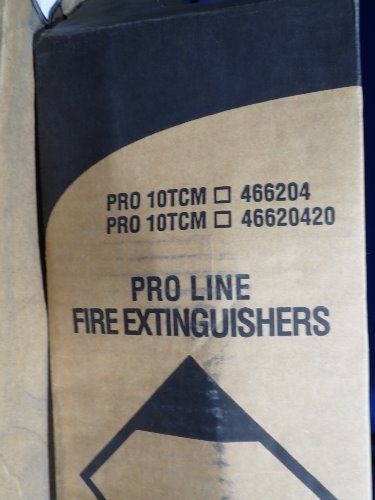 PRO 10TCM ☐ 466204
PRO 10TCM ☐ 46620420
PRO LINE
FIRE EXTINGUISHERS